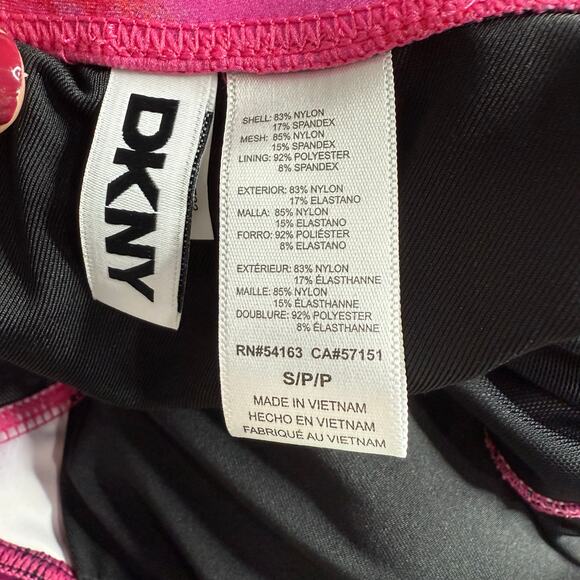 DKNY
SHELL: 83% NYLON
17% SPANDEX
MESH: 85% NYLON
15% SPANDEX
LINING: 92% POLYESTER
8% SPANDEX
EXTERIOR: 83% NYLON
17% ELASTANO
MALLA: 85% NYLON
15% ELASTANO
FORRO: 92% POLIÉSTER
8% ELASTANO
EXTÉRIEUR: 83% NYLON
17% ÉLASTHANNE
MAILLE: 85% NYLON
15% ÉLASTHANNE
DOUBLURE: 92% POLYESTER
8% ÉLASTHANNE
RN#54163 CA#57151
S/P/P
MADE IN VIETNAM
HECHO EN VIETNAM
FABRIQUÉ AU VIETNAM